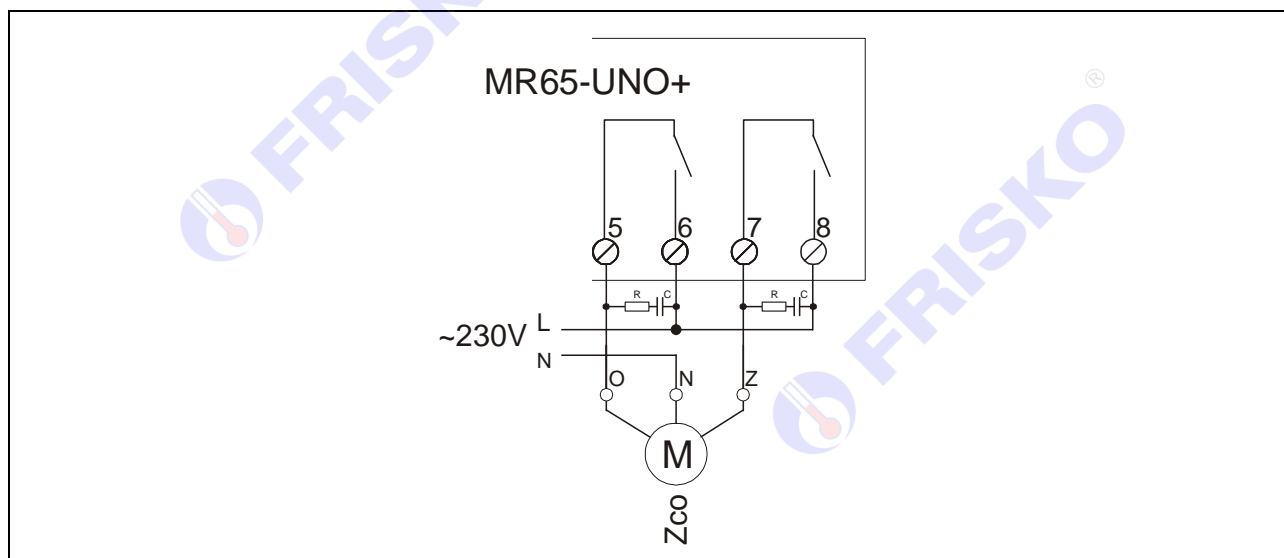 FRISKO
MR65-UNO+
FRISKO
®
5 6 7 8
R C R C
~230V L
N
O N Z
M
Zco